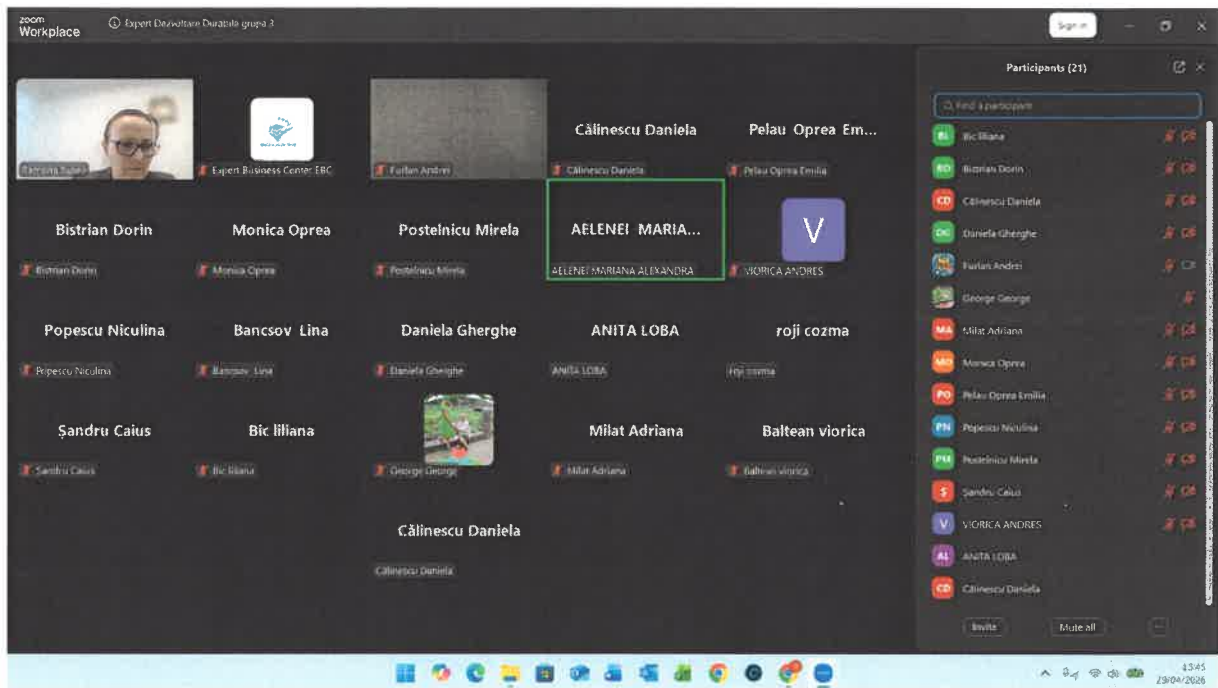 zoom
Workplace
Expert Dezvoltare Durabila grupa 3
Sign in
Participants (21)
Find a participant
Expert Business Center EBC
Furlan Andrei
Călinescu Daniela
Călinescu Daniela
Pelau Oprea Em...
Pelau Oprea Emilia
Bistrian Dorin
Bistrian Dorin
Monica Oprea
Monica Oprea
Postelnicu Mirela
Postelnicu Mirela
AELENEI MARIA...
AELENEI MARIANA ALEXANDRA
V
VIORICA ANDRES
Popescu Niculina
Popescu Niculina
Bancsov Lina
Bancsov Lina
Daniela Gherghe
Daniela Gherghe
ANITA LOBA
ANITA LOBA
roji cozma
roji cozma
Șandru Caius
Șandru Caius
Bic liliana
Bic liliana
George George
Milat Adriana
Milat Adriana
Baltean viorica
Baltean viorica
Călinescu Daniela
Călinescu Daniela
BL Bic liliana
BD Bistrian Dorin
CD Călinescu Daniela
DG Daniela Gherghe
Furlan Andrei
George George
MA Milat Adriana
MO Monica Oprea
PO Pelau Oprea Emilia
PN Popescu Niculina
PM Postelnicu Mirela
Ș Șandru Caius
V VIORICA ANDRES
AL ANITA LOBA
CD Călinescu Daniela
Invite
Mute all
13:45
29/04/2026